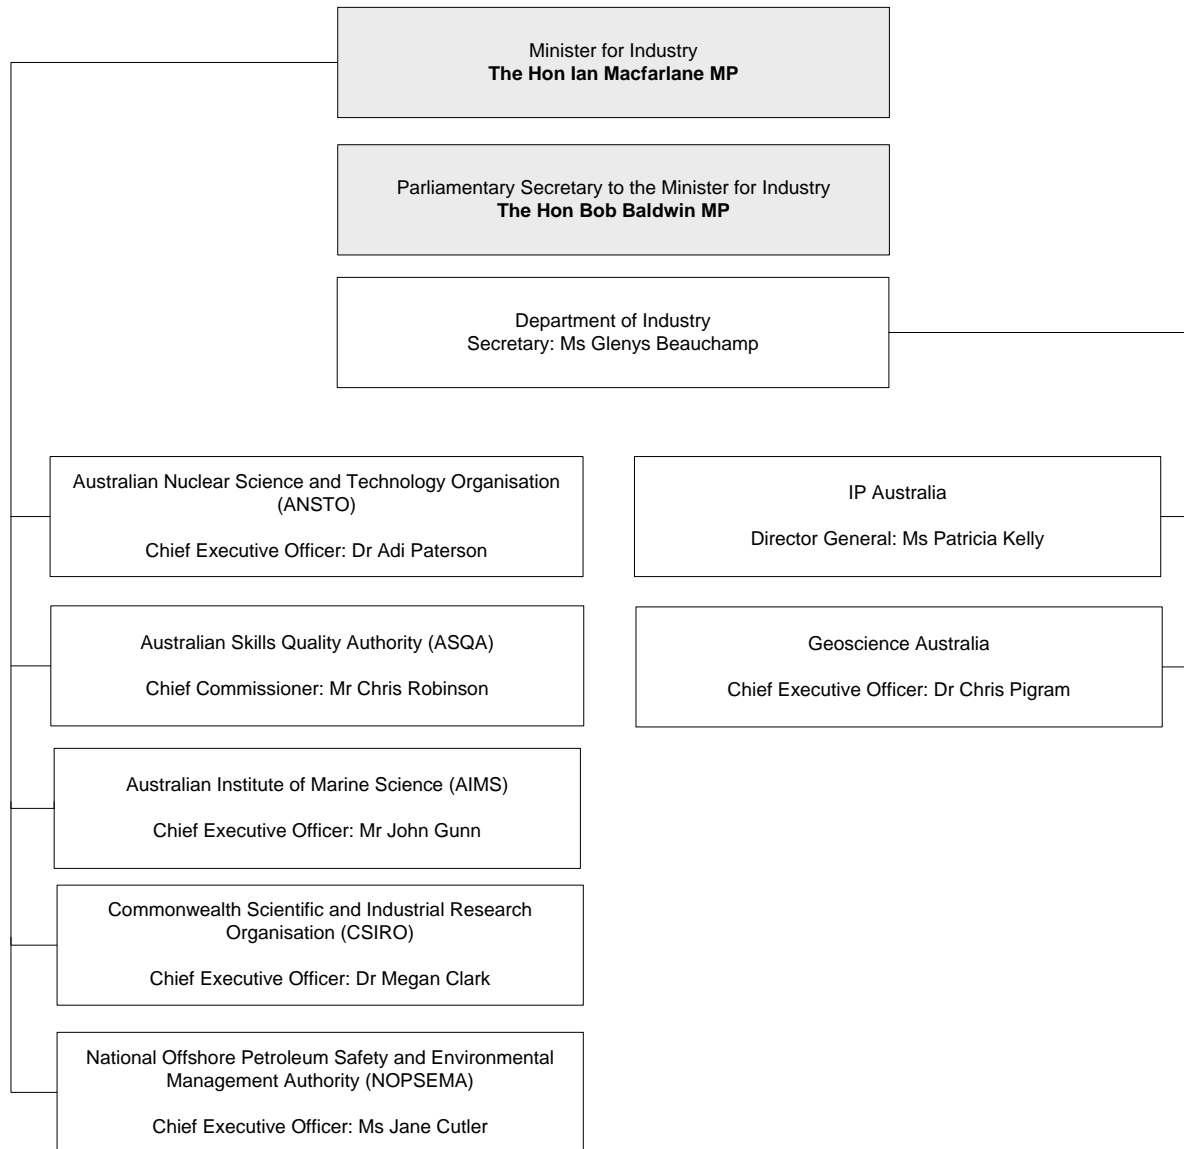 Minister for Industry
The Hon Ian Macfarlane MP
Parliamentary Secretary to the Minister for Industry
The Hon Bob Baldwin MP
Department of Industry
Secretary: Ms Glenys Beauchamp
Australian Nuclear Science and Technology Organisation
(ANSTO)
Chief Executive Officer: Dr Adi Paterson
Australian Skills Quality Authority (ASQA)
Chief Commissioner: Mr Chris Robinson
Australian Institute of Marine Science (AIMS)
Chief Executive Officer: Mr John Gunn
Commonwealth Scientific and Industrial Research
Organisation (CSIRO)
Chief Executive Officer: Dr Megan Clark
National Offshore Petroleum Safety and Environmental
Management Authority (NOPSEMA)
Chief Executive Officer: Ms Jane Cutler
IP Australia
Director General: Ms Patricia Kelly
Geoscience Australia
Chief Executive Officer: Dr Chris Pigram